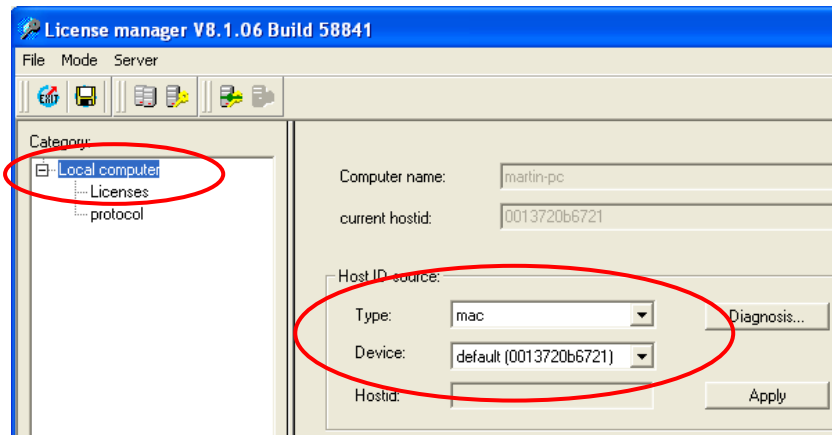 License manager V8.1.06 Build 58841
File Mode Server
EXIT
Category:
Local computer
Licenses
protocol
Computer name: martin-pc
current hostid: 0013720b6721
Host ID-source:
Type: mac Diagnosis...
Device: default (0013720b6721)
Hostid: Apply